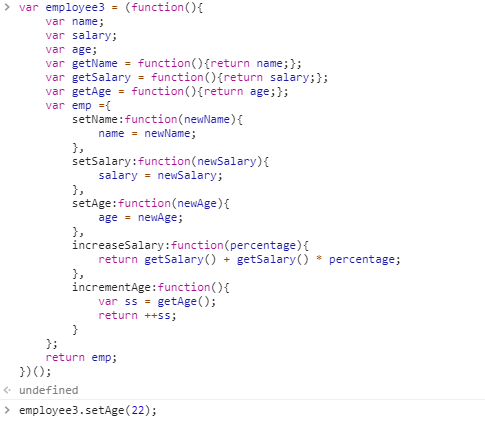 > var employee3 = (function(){
    var name;
    var salary;
    var age;
    var getName = function(){return name;};
    var getSalary = function(){return salary;};
    var getAge = function(){return age;};
    var emp ={
        setName:function(newName){
            name = newName;
        },
        setSalary:function(newSalary){
            salary = newSalary;
        },
        setAge:function(newAge){
            age = newAge;
        },
        increaseSalary:function(percentage){
            return getSalary() + getSalary() * percentage;
        },
        incrementAge:function(){
            var ss = getAge();
            return ++ss;
        }
    };
    return emp;
})();
undefined
> employee3.setAge(22);